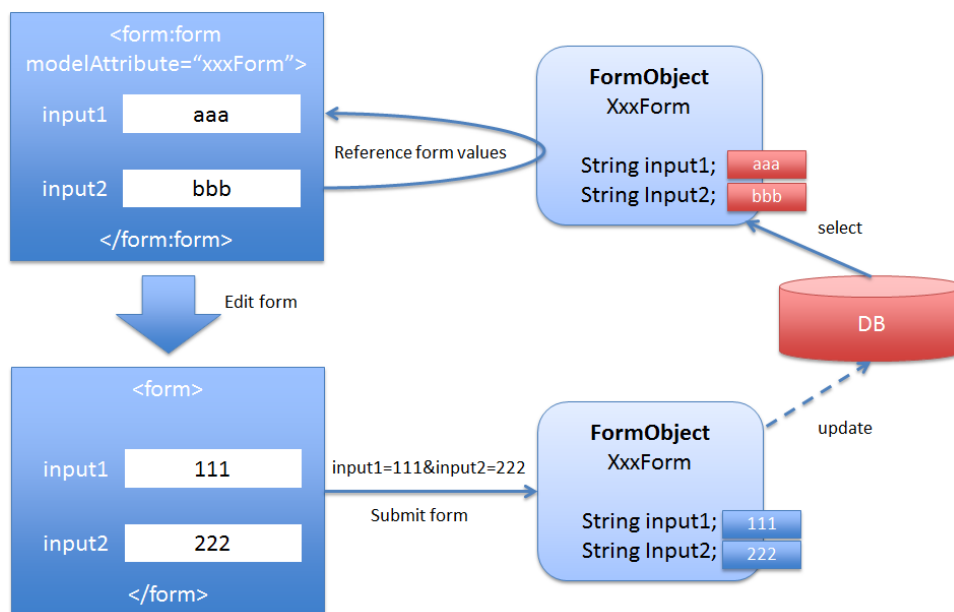 <form:form
modelAttribute=“xxxForm”>
input1 aaa
input2 bbb
</form:form>
Reference form values
FormObject
XxxForm
String input1; aaa
String Input2; bbb
select
DB
Edit form
<form>
input1 111
input2 222
</form>
input1=111&input2=222
Submit form
FormObject
XxxForm
String input1; 111
String Input2; 222
update